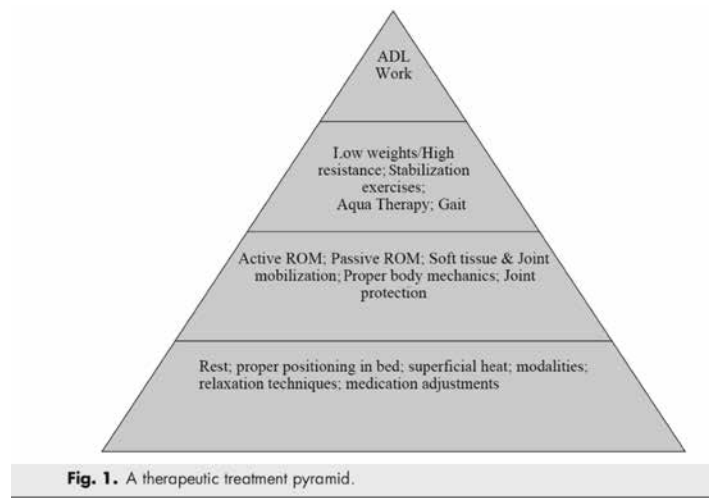 ADL
Work
Low weights/High
resistance; Stabilization
exercises;
Aqua Therapy; Gait
Active ROM; Passive ROM; Soft tissue & Joint
mobilization; Proper body mechanics; Joint
protection
Rest; proper positioning in bed; superficial heat; modalities;
relaxation techniques; medication adjustments
Fig. 1. A therapeutic treatment pyramid.